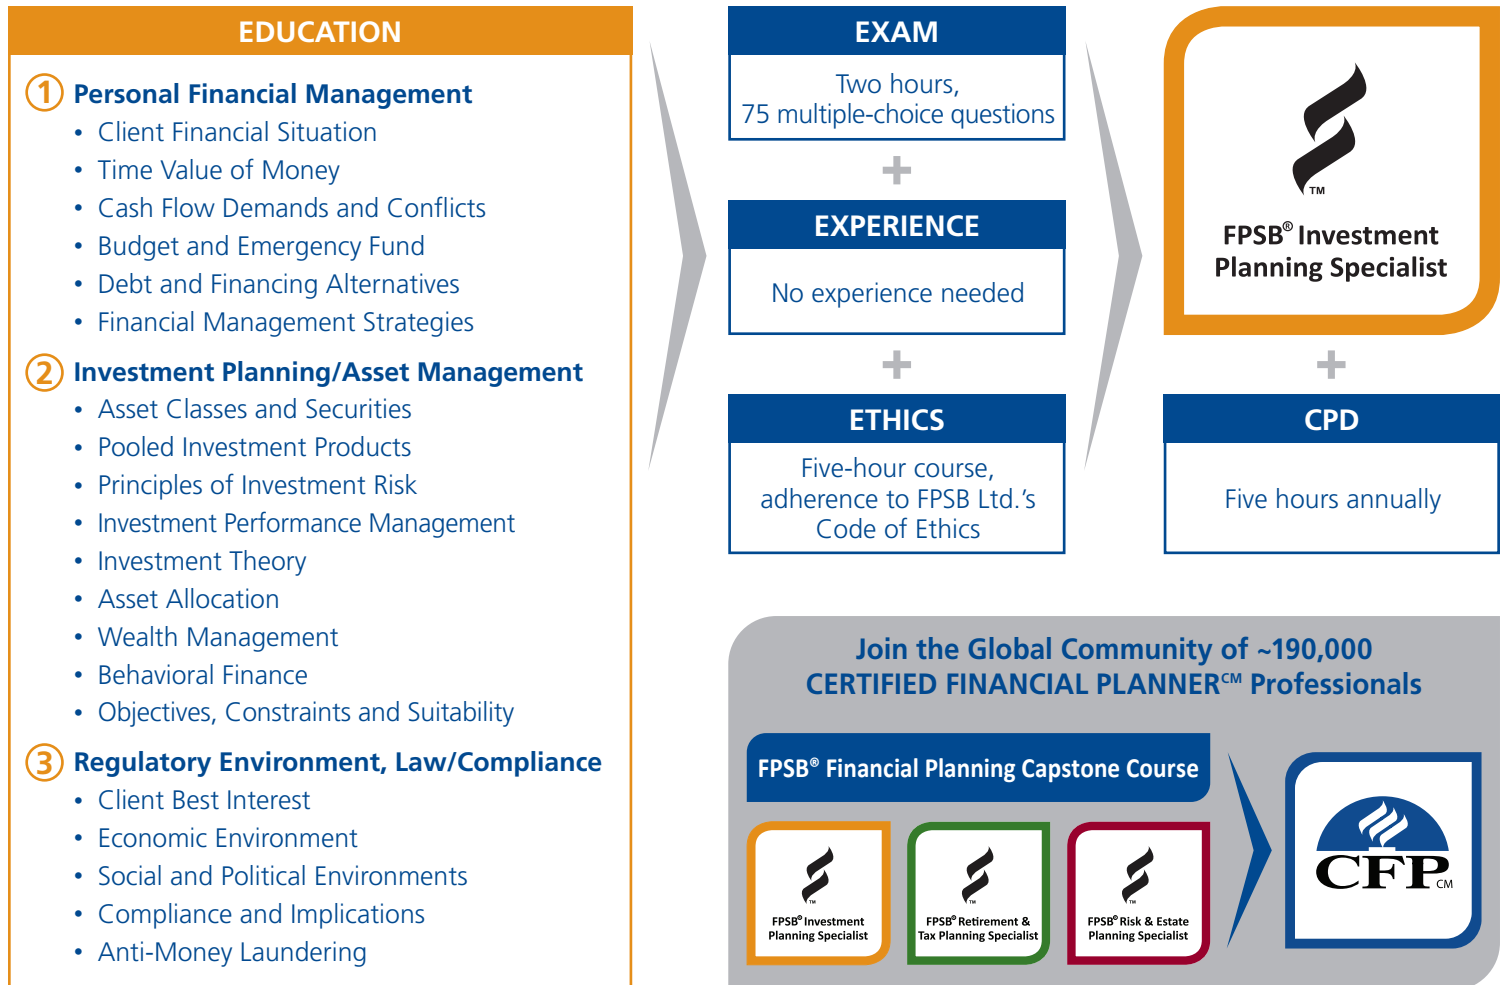 EDUCATION
1 Personal Financial Management
• Client Financial Situation
• Time Value of Money
• Cash Flow Demands and Conflicts
• Budget and Emergency Fund
• Debt and Financing Alternatives
• Financial Management Strategies
2 Investment Planning/Asset Management
• Asset Classes and Securities
• Pooled Investment Products
• Principles of Investment Risk
• Investment Performance Management
• Investment Theory
• Asset Allocation
• Wealth Management
• Behavioral Finance
• Objectives, Constraints and Suitability
3 Regulatory Environment, Law/Compliance
• Client Best Interest
• Economic Environment
• Social and Political Environments
• Compliance and Implications
• Anti-Money Laundering
EXAM
Two hours,
75 multiple-choice questions
+
EXPERIENCE
No experience needed
+
ETHICS
Five-hour course,
adherence to FPSB Ltd.’s
Code of Ethics
TM
FPSB® Investment
Planning Specialist
+
CPD
Five hours annually
Join the Global Community of ~190,000
CERTIFIED FINANCIAL PLANNER℠ Professionals
FPSB® Financial Planning Capstone Course
TM
FPSB® Investment
Planning Specialist
TM
FPSB® Retirement &
Tax Planning Specialist
TM
FPSB® Risk & Estate
Planning Specialist
CFP CM